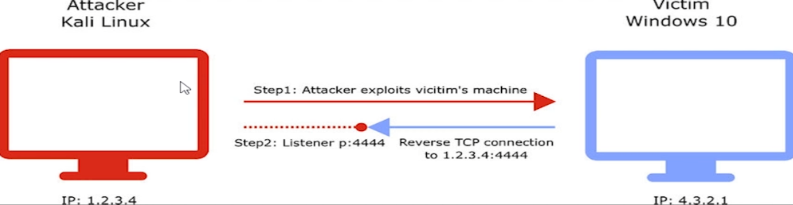 Attacker
Kali Linux
Victim
Windows 10
Step1: Attacker exploits vicitim's machine
Step2: Listener p:4444
Reverse TCP connection
to 1.2.3.4:4444
IP: 1.2.3.4
IP: 4.3.2.1